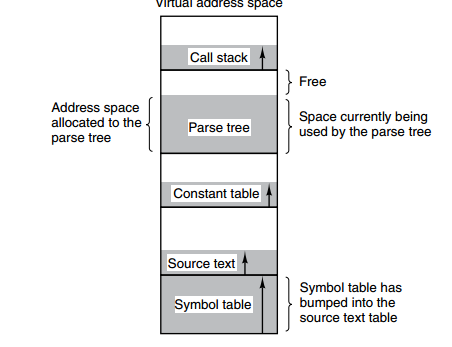 Virtual address space
Call stack
Free
Address space
allocated to the
parse tree
Parse tree
Space currently being
used by the parse tree
Constant table
Source text
Symbol table
Symbol table has
bumped into the
source text table